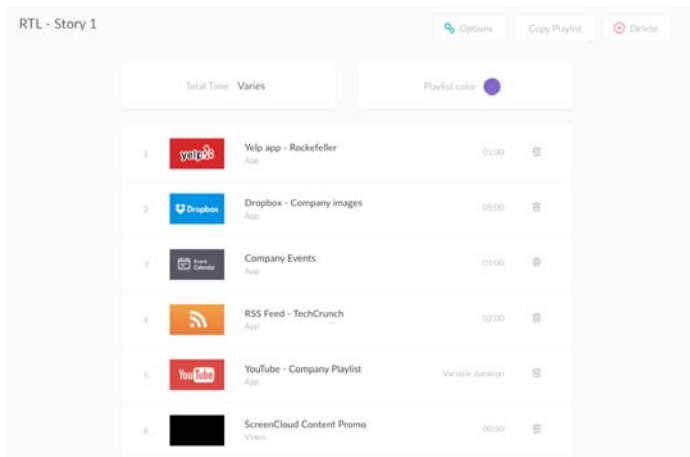 RTL - Story 1
Options
Copy Playlist
Delete
Total Time Varies
Playlist color
1
yelp
Yelp app - Rockefeller
App
01:00
2
Dropbox
Dropbox - Company images
App
05:00
3
Event
Calendar
Company Events
App
01:00
4
RSS Feed - TechCrunch
App
02:00
5
YouTube
YouTube - Company Playlist
App
Variable duration
6
ScreenCloud Content Promo
Video
00:50